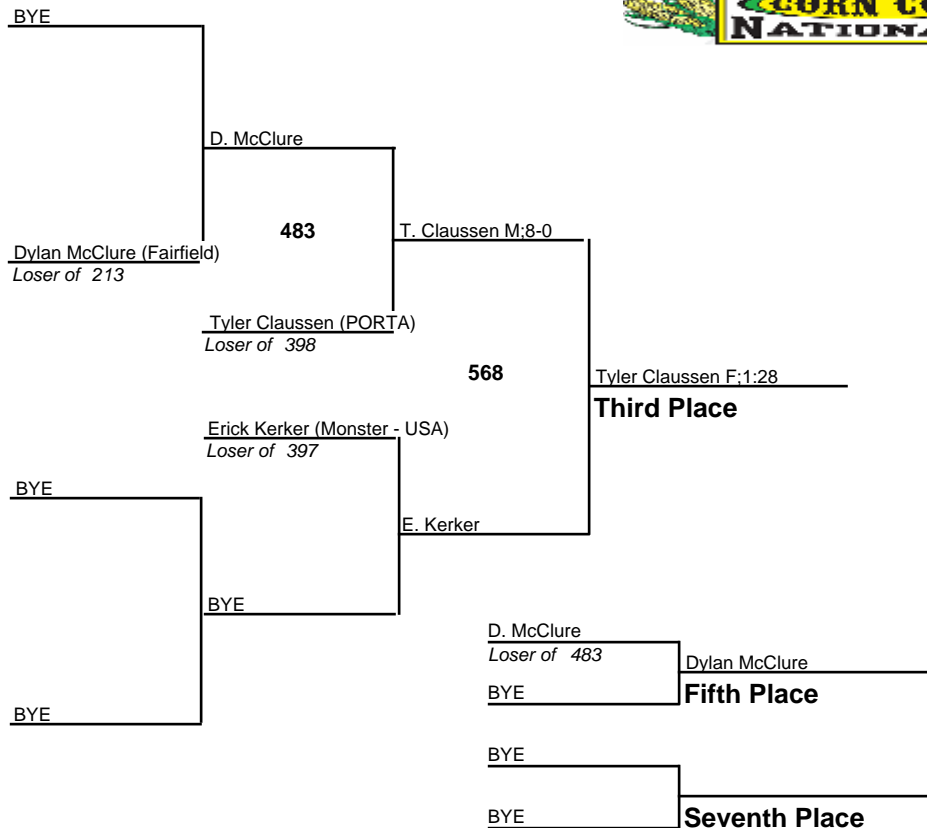 BYE
D. McClure
483
T. Claussen M;8-0
Dylan McClure (Fairfield)
Loser of 213
Tyler Claussen (PORTA)
Loser of 398
568
Tyler Claussen F;1:28
Third Place
Erick Kerker (Monster - USA)
Loser of 397
BYE
E. Kerker
BYE
BYE
D. McClure
Loser of 483
Dylan McClure
BYE
Fifth Place
BYE
BYE
Seventh Place